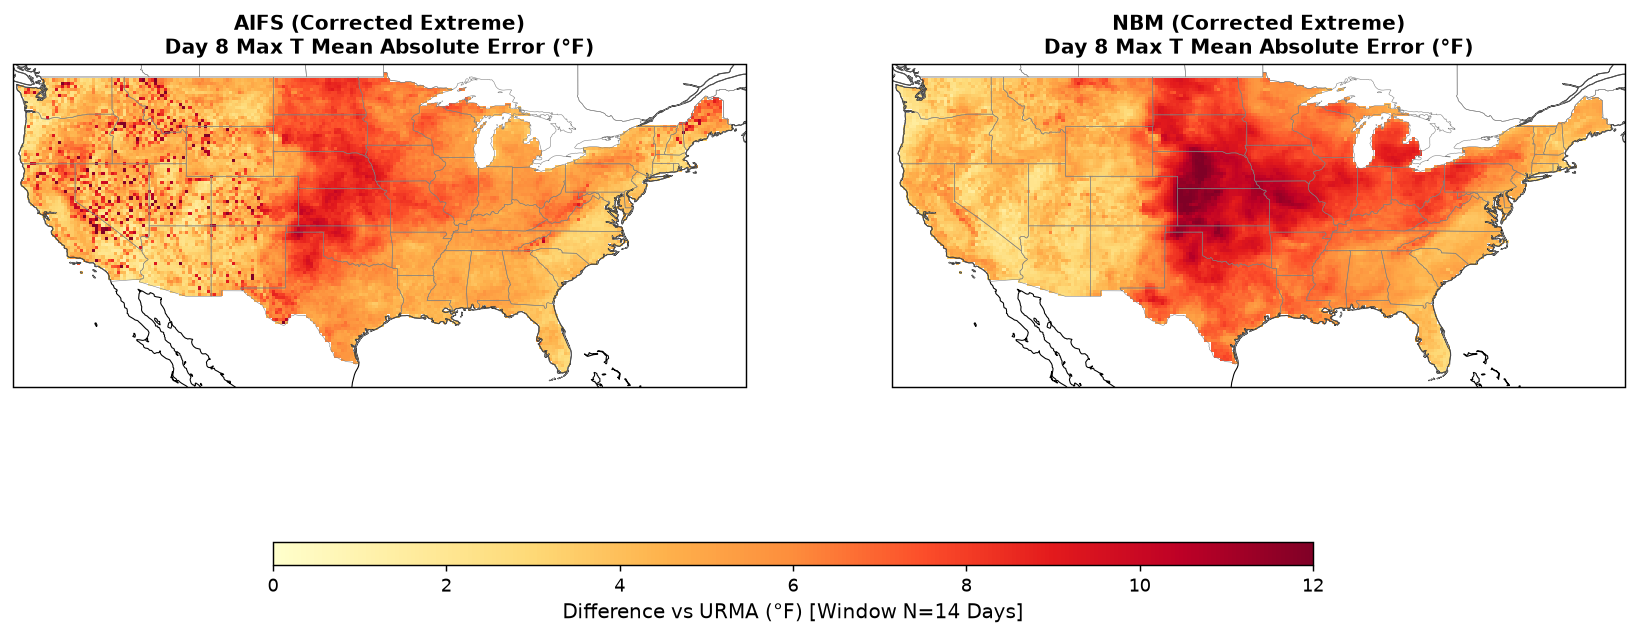 AIFS (Corrected Extreme)
Day 8 Max T Mean Absolute Error (°F)
NBM (Corrected Extreme)
Day 8 Max T Mean Absolute Error (°F)
0 2 4 6 8 10 12
Difference vs URMA (°F) [Window N=14 Days]